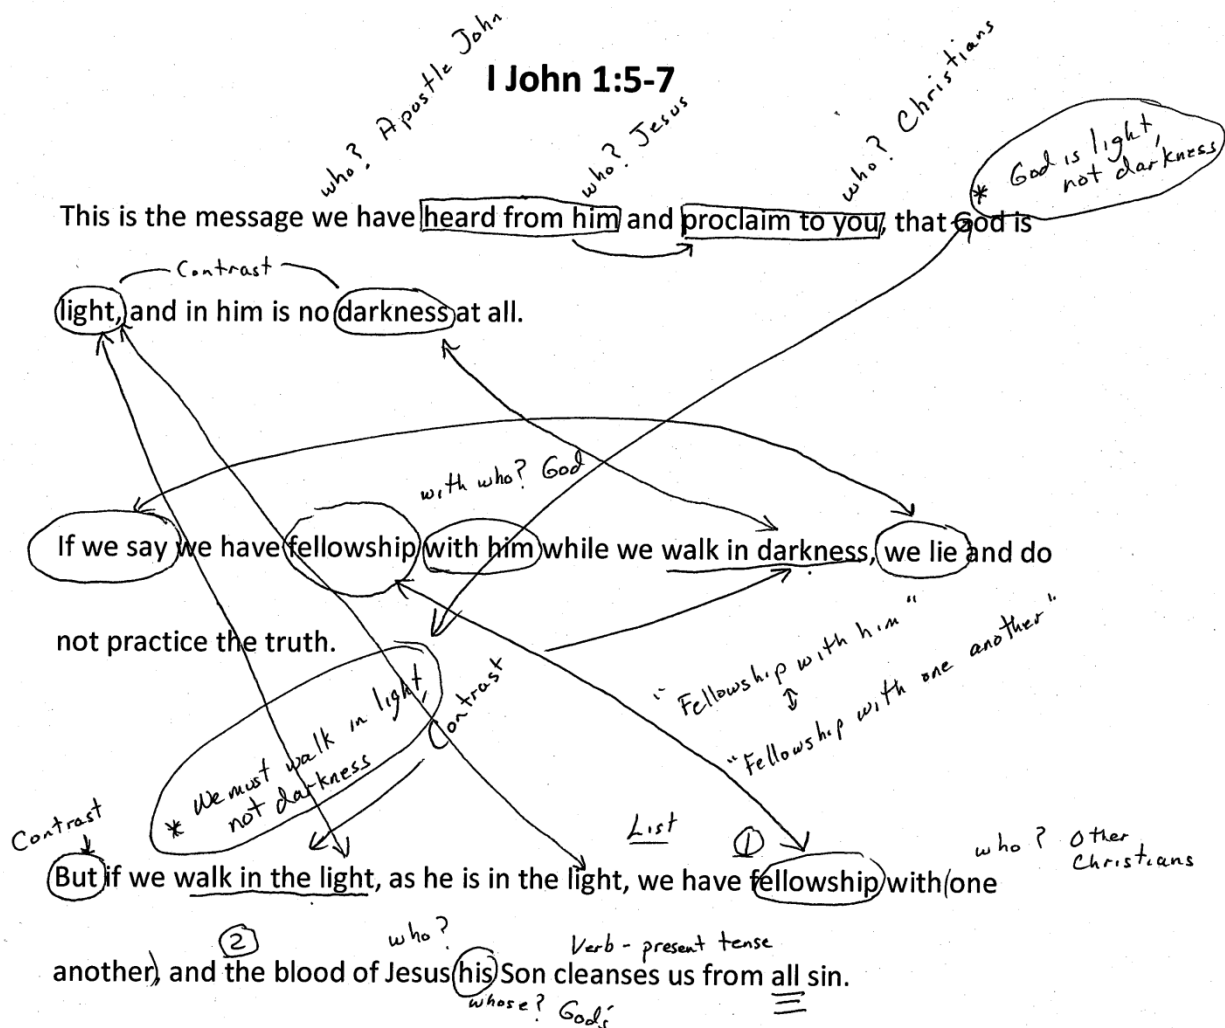 I John 1:5-7
who? Apostle John
who? Jesus
who? Christians
* God is light,
not darkness
This is the message we have heard from him and proclaim to you, that God is
Contrast
light, and in him is no darkness at all.
with who? God
If we say we have fellowship with him while we walk in darkness, we lie and do
not practice the truth.
"Fellowship with him"
"Fellowship with one another"
Contrast
* We must walk in light,
not darkness
Contrast
List
1
who? Other
Christians
But if we walk in the light, as he is in the light, we have fellowship with (one
2
who?
Verb - present tense
another), and the blood of Jesus his Son cleanses us from all sin.
whose? God's